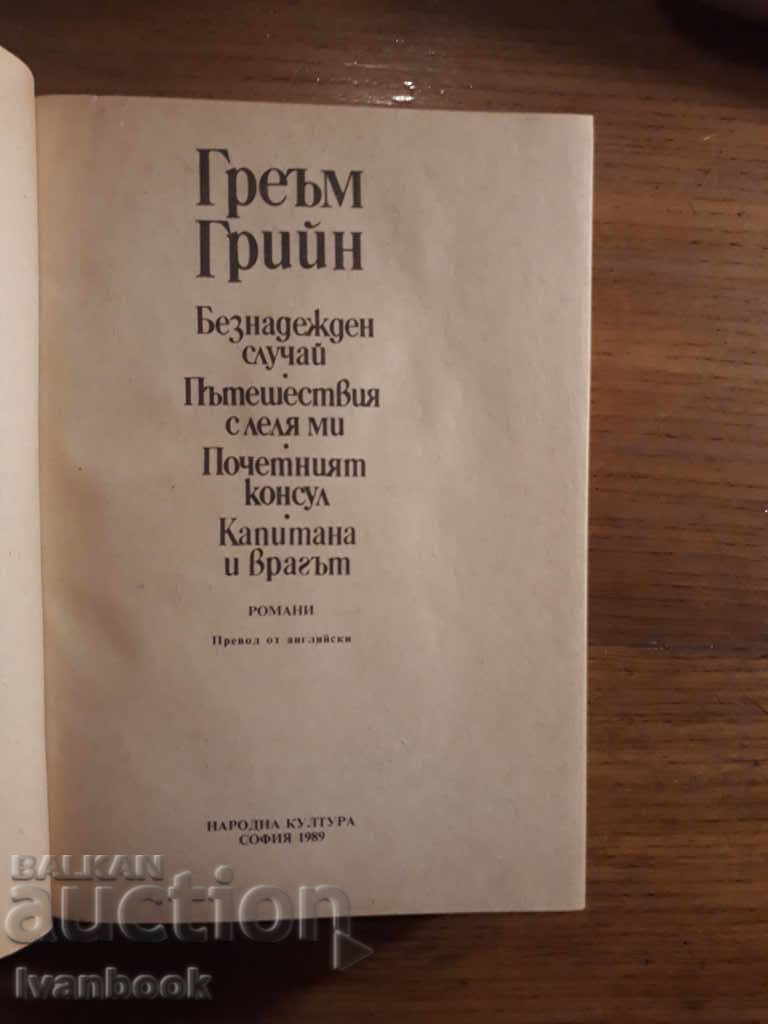 Греъм
Грийн
Безнадежден
случай
Пътешествия
с леля ми
Почетният
консул
Капитана
и врагът
РОМАНИ
Превод от английски
НАРОДНА КУЛТУРА
СОФИЯ 1989
BALKAN
auction
Ivanbook